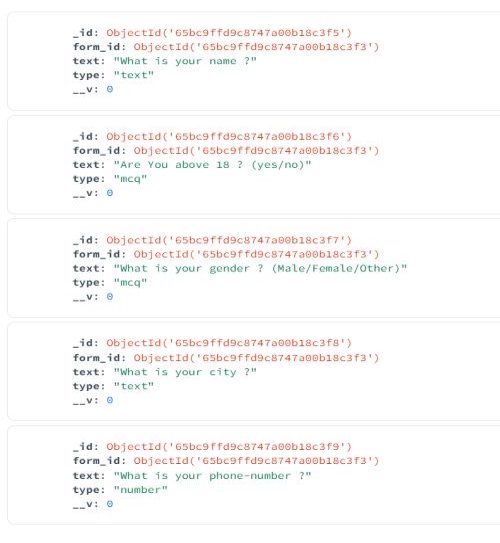 _id: ObjectId('65bc9ffd9c8747a00b18c3f5')
form_id: ObjectId('65bc9ffd9c8747a00b18c3f3')
text: "What is your name ?"
type: "text"
__v: 0
_id: ObjectId('65bc9ffd9c8747a00b18c3f6')
form_id: ObjectId('65bc9ffd9c8747a00b18c3f3')
text: "Are You above 18 ? (yes/no)"
type: "mcq"
__v: 0
_id: ObjectId('65bc9ffd9c8747a00b18c3f7')
form_id: ObjectId('65bc9ffd9c8747a00b18c3f3')
text: "What is your gender ? (Male/Female/Other)"
type: "mcq"
__v: 0
_id: ObjectId('65bc9ffd9c8747a00b18c3f8')
form_id: ObjectId('65bc9ffd9c8747a00b18c3f3')
text: "What is your city ?"
type: "text"
__v: 0
_id: ObjectId('65bc9ffd9c8747a00b18c3f9')
form_id: ObjectId('65bc9ffd9c8747a00b18c3f3')
text: "What is your phone-number ?"
type: "number"
__v: 0